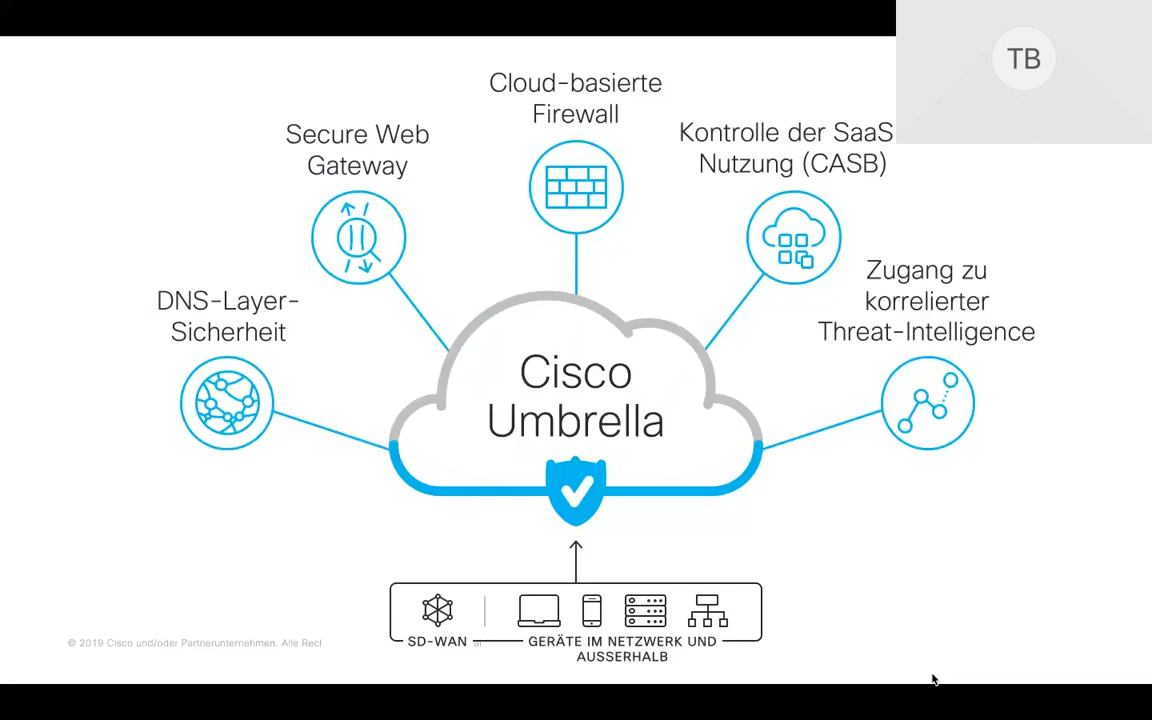 TB
Cloud-basierte
Firewall
Secure Web
Gateway
Kontrolle der SaaS
Nutzung (CASB)
Zugang zu
korrelierter
Threat-Intelligence
DNS-Layer-
Sicherheit
Cisco
Umbrella
SD-WAN
GERÄTE IM NETZWERK UND
AUSSERHALB
© 2019 Cisco und/oder Partnerunternehmen. Alle